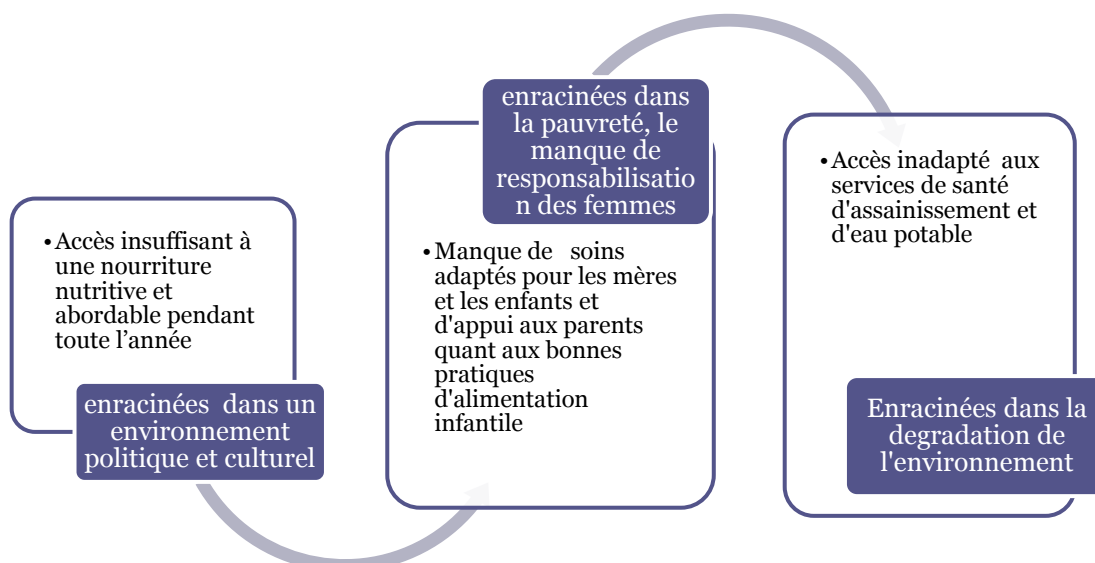 •Accès insuffisant à
une nourriture
nutritive et
abordable pendant
toute l’année
enracinées dans un
environnement
politique et culturel
enracinées dans
la pauvreté, le
manque de
responsabilisatio
n des femmes
•Manque de soins
adaptés pour les mères
et les enfants et
d'appui aux parents
quant aux bonnes
pratiques
d'alimentation
infantile
•Accès inadapté aux
services de santé
d'assainissement et
d'eau potable
Enracinées dans la
degradation de
l'environnement